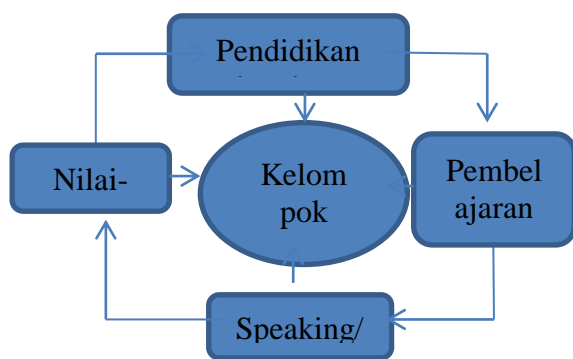 Pendidikan
Nilai-
Kelom
pok
Pembel
ajaran
Speaking/